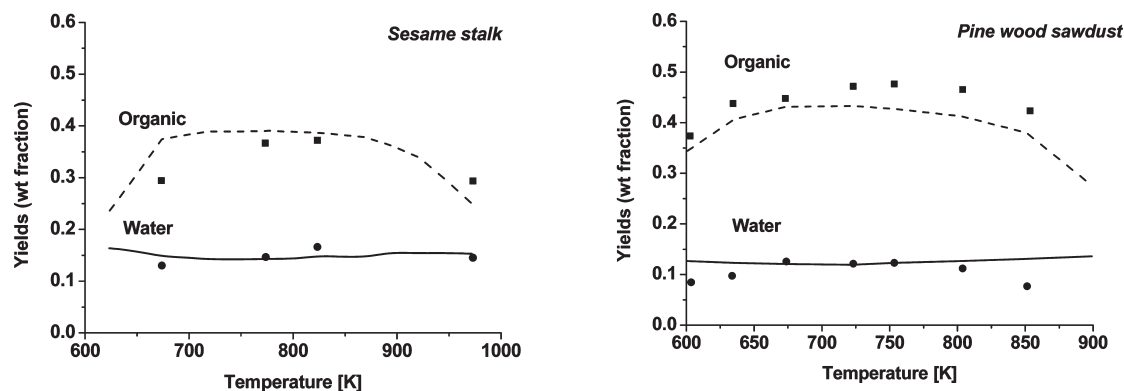 Sesame stalk
Yields (wt fraction)
0.6
0.5
0.4
0.3
0.2
0.1
0.0
Organic
Water
600 700 800 900 1000
Temperature [K]
Pine wood sawdust
Yields (wt fraction)
0.6
0.5
0.4
0.3
0.2
0.1
0.0
Organic
Water
600 650 700 750 800 850 900
Temperature [K]